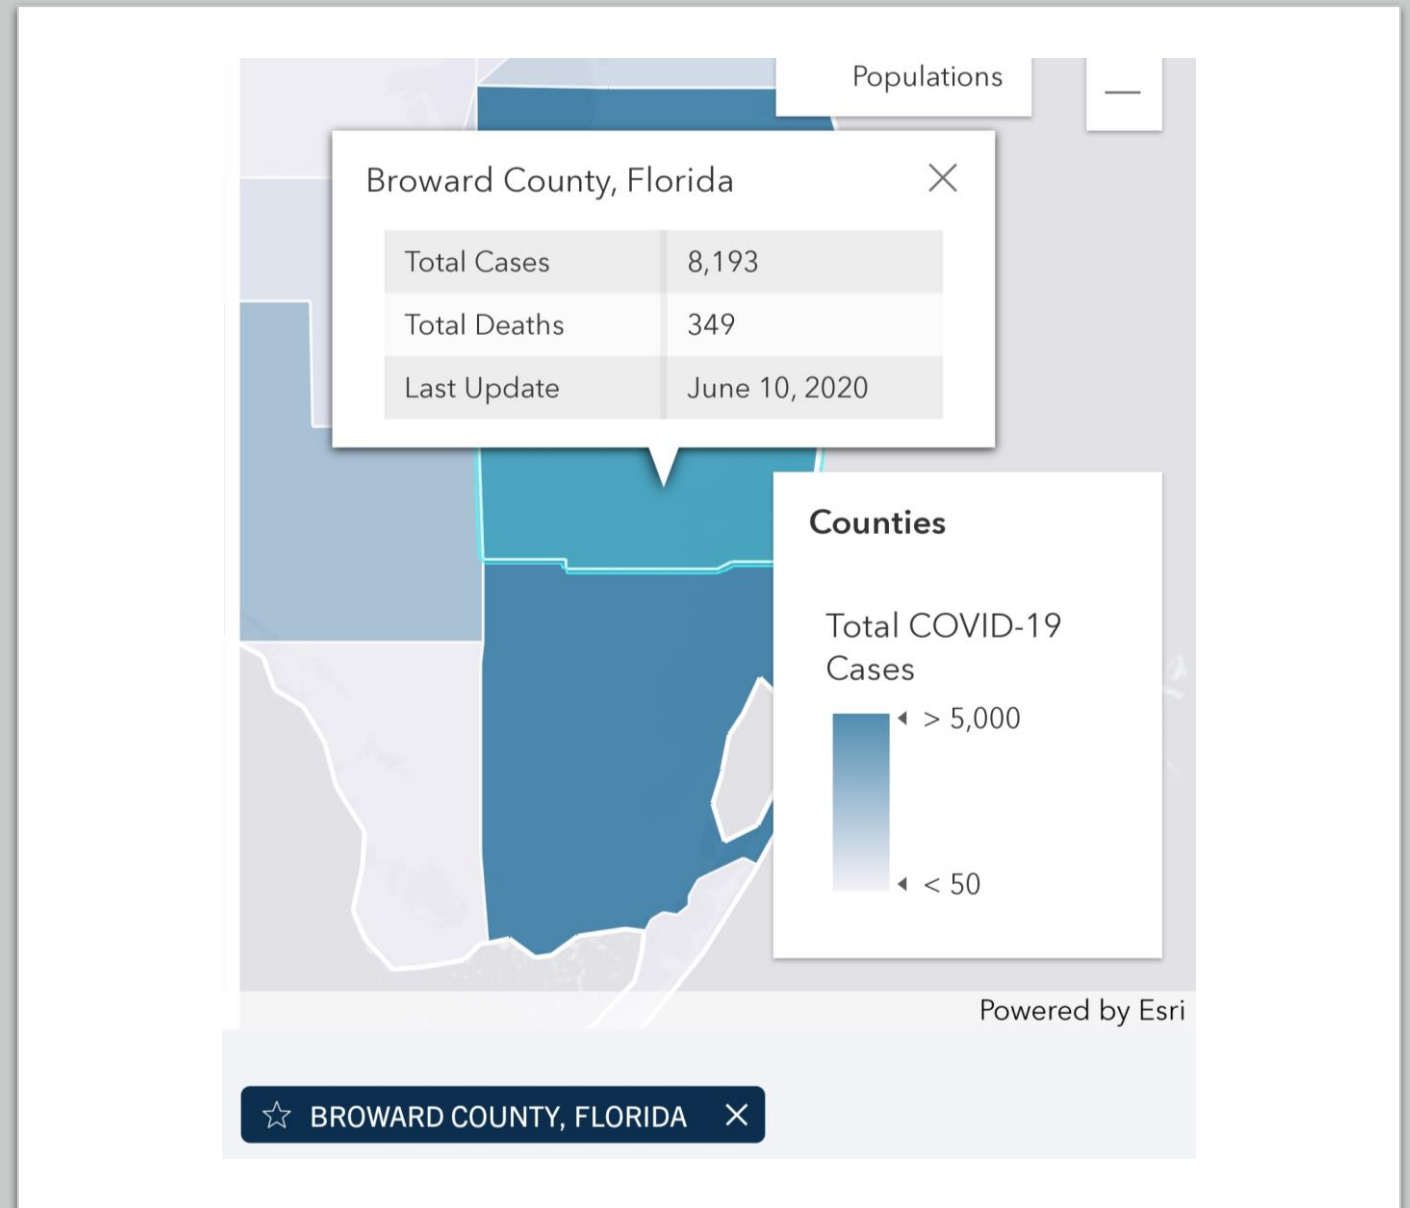 Populations
Broward County, Florida
Total Cases 8,193
Total Deaths 349
Last Update June 10, 2020
Counties
Total COVID-19
Cases
> 5,000
< 50
Powered by Esri
BROWARD COUNTY, FLORIDA